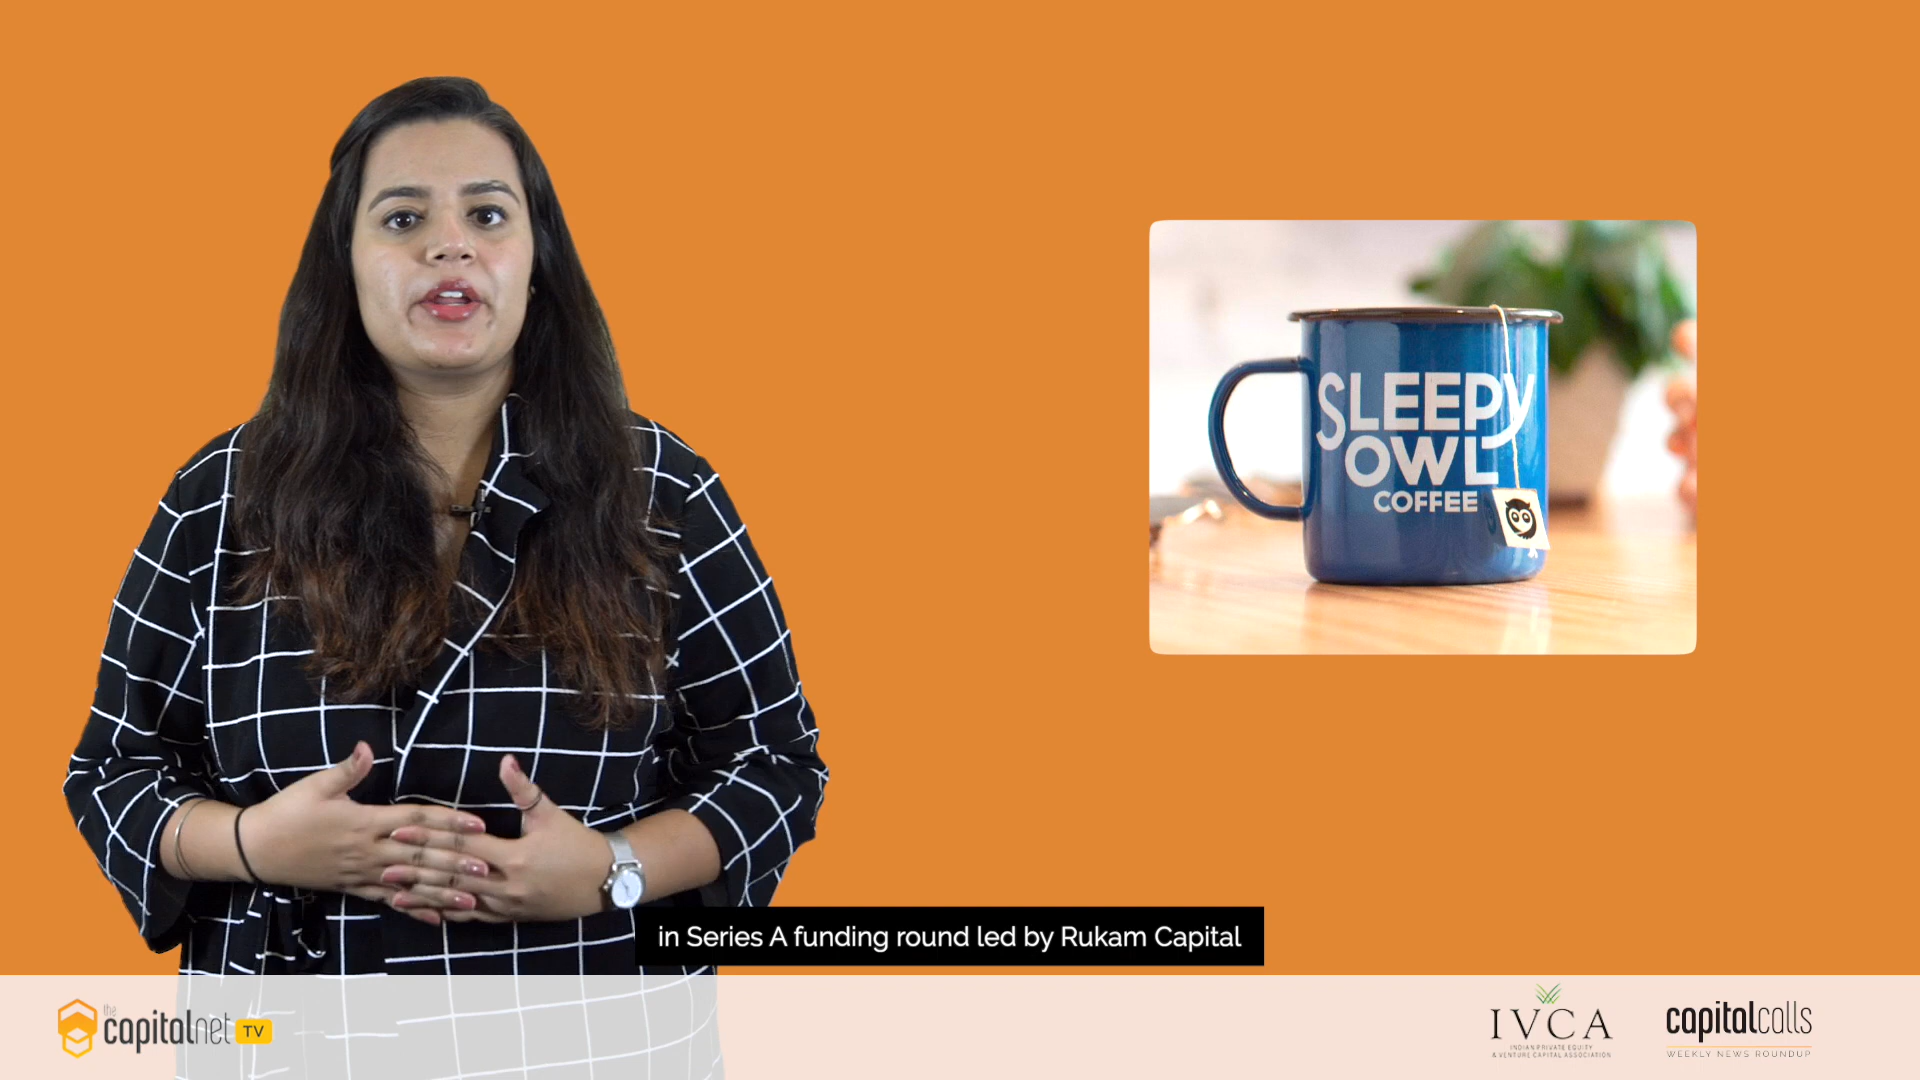 SLEEPY
OWL
COFFEE
in Series A funding round led by Rukam Capital
the
capitalnet TV
IVCA
INDIAN PRIVATE EQUITY
& VENTURE CAPITAL ASSOCIATION
capitalcalls
WEEKLY NEWS ROUNDUP